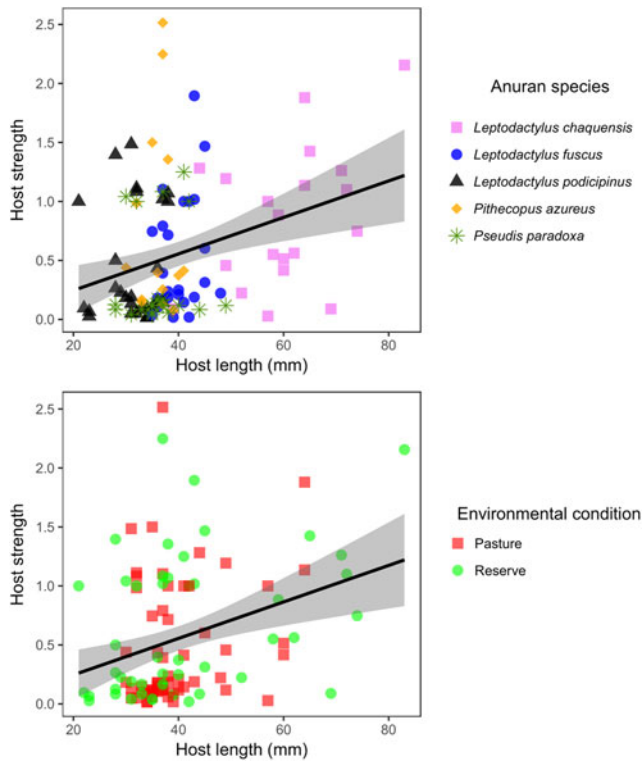 2.5
2.0
1.5
1.0
0.5
0.0
Host strength
20 40 60 80
Host length (mm)
Anuran species
Leptodactylus chaquensis
Leptodactylus fuscus
Leptodactylus podicipinus
Pithecopus azureus
Pseudis paradoxa
2.5
2.0
1.5
1.0
0.5
0.0
Host strength
20 40 60 80
Host length (mm)
Environmental condition
Pasture
Reserve